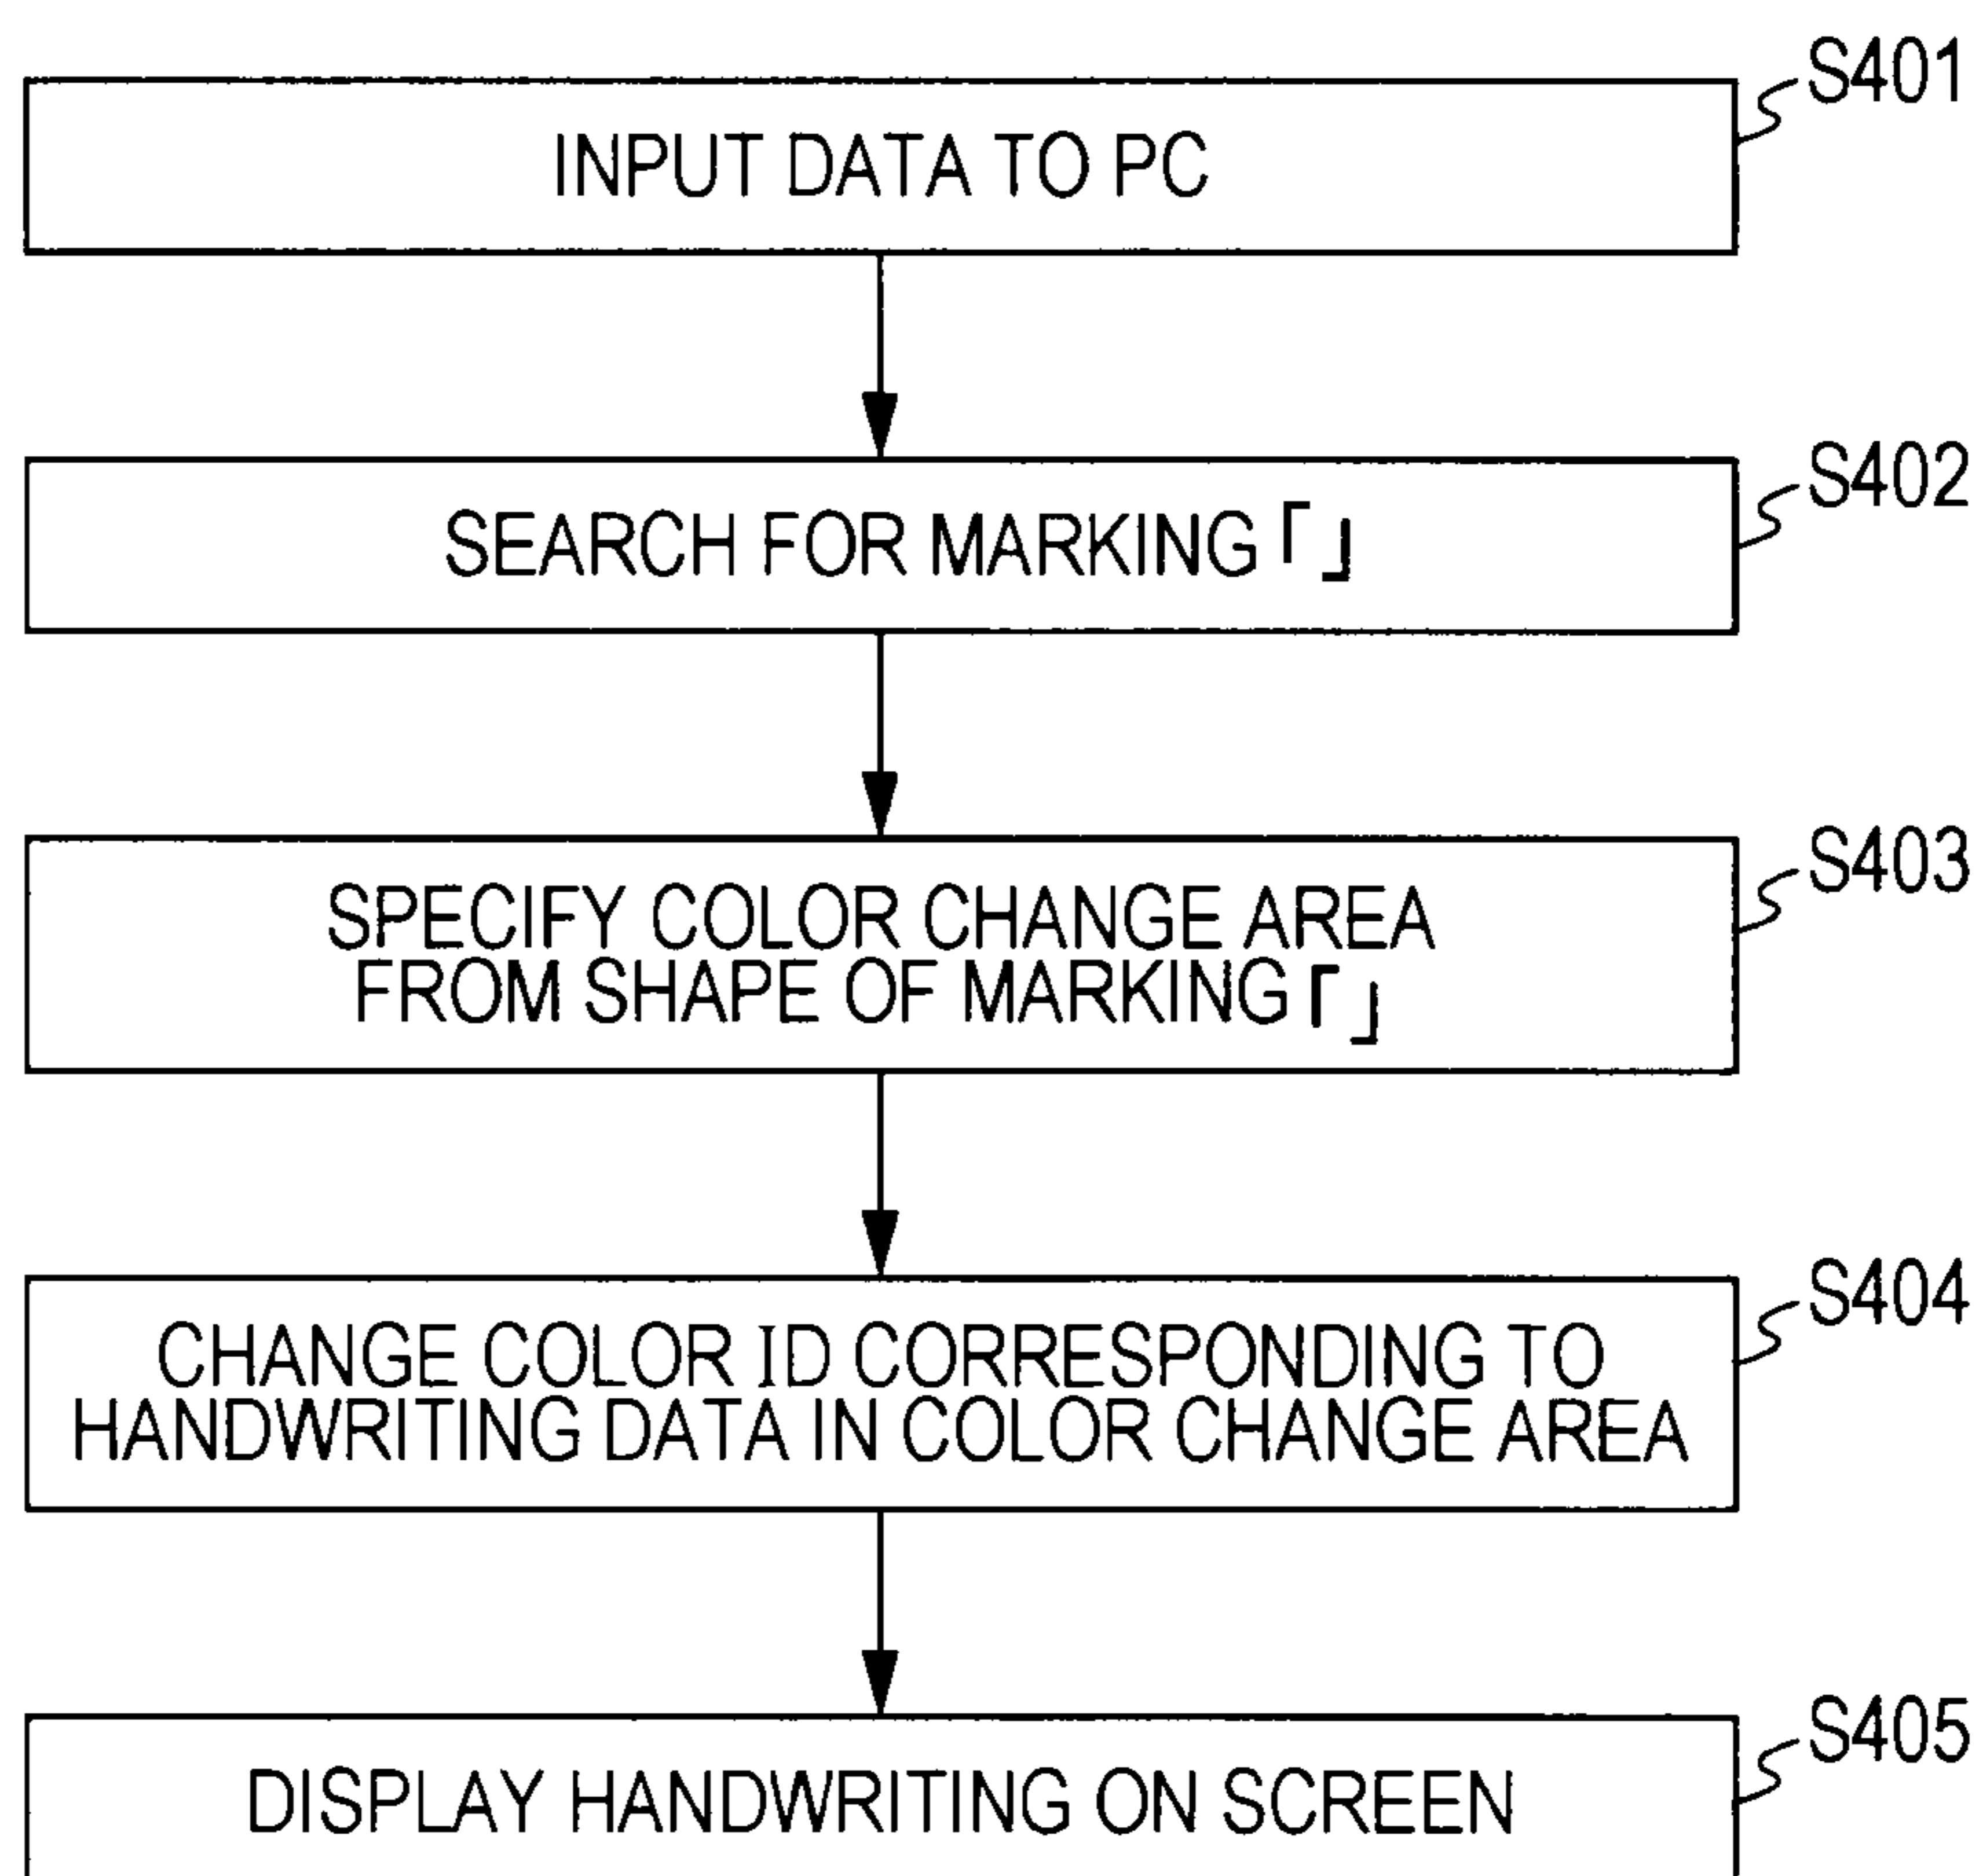 S401
INPUT DATA TO PC
S402
SEARCH FOR MARKING「」
S403
SPECIFY COLOR CHANGE AREA
FROM SHAPE OF MARKING「」
S404
CHANGE COLOR ID CORRESPONDING TO
HANDWRITING DATA IN COLOR CHANGE AREA
S405
DISPLAY HANDWRITING ON SCREEN